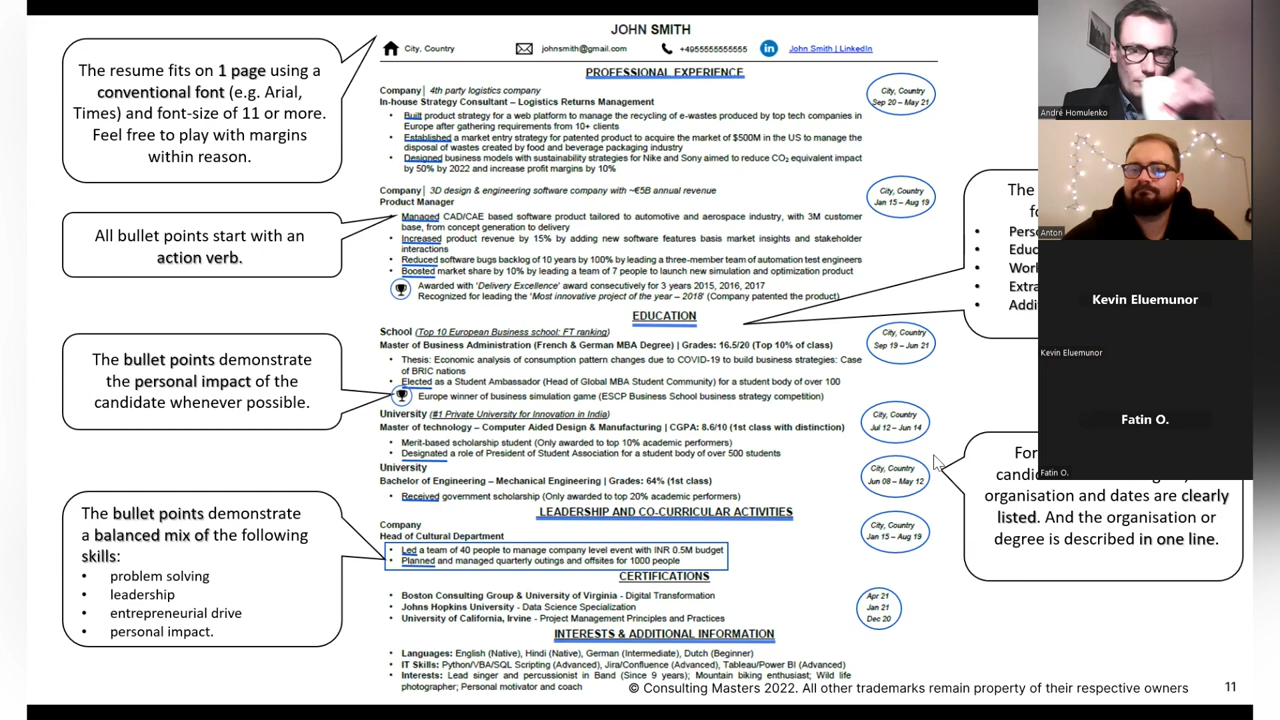 JOHN SMITH
City, Country
johnsmith@gmail.com
+4955555555555
John Smith | LinkedIn
PROFESSIONAL EXPERIENCE
Company| 4th party logistics company
In-house Strategy Consultant – Logistics Returns Management
City, Country
Sep 20 – May 21
• Built product strategy for a web platform to manage the recycling of e-wastes produced by top tech companies in
Europe after gathering requirements from 10+ clients
• Established a market entry strategy for patented product to acquire the market of $500M in the US to manage the
disposal of wastes created by food and beverage packaging industry
• Designed business models with sustainability strategies for Nike and Sony aimed to reduce CO₂ equivalent impact
by 50% by 2022 and increase profit margins by 10%
Company| 3D design & engineering software company with ~€5B annual revenue
Product Manager
City, Country
Jan 15 – Aug 19
• Managed CAD/CAE based software product tailored to automotive and aerospace industry, with 3M customer
base, from concept generation to delivery
• Increased product revenue by 15% by adding new software features basis market insights and stakeholder
interactions
• Reduced software bugs backlog of 10 years by 100% by leading a three-member team of automation test engineers
• Boosted market share by 10% by leading a team of 7 people to launch new simulation and optimization product
Awarded with 'Delivery Excellence' award consecutively for 3 years 2015, 2016, 2017
Recognized for leading the 'Most innovative project of the year – 2018' (Company patented the product)
EDUCATION
School (Top 10 European Business school: FT ranking)
Master of Business Administration (French & German MBA Degree) | Grades: 16.5/20 (Top 10% of class)
City, Country
Sep 19 – Jun 21
• Thesis: Economic analysis of consumption pattern changes due to COVID-19 to build business strategies: Case
of BRIC nations
• Elected as a Student Ambassador (Head of Global MBA Student Community) for a student body of over 100
Europe winner of business simulation game (ESCP Business School business strategy competition)
University (#1 Private University for Innovation in India)
Master of technology – Computer Aided Design & Manufacturing | CGPA: 8.6/10 (1st class with distinction)
City, Country
Jul 12 – Jun 14
• Merit-based scholarship student (Only awarded to top 10% academic performers)
• Designated a role of President of Student Association for a student body of over 500 students
University
Bachelor of Engineering – Mechanical Engineering | Grades: 64% (1st class)
City, Country
Jun 08 – May 12
• Received government scholarship (Only awarded to top 20% academic performers)
LEADERSHIP AND CO-CURRICULAR ACTIVITIES
Company
Head of Cultural Department
City, Country
Jan 15 – Aug 19
• Led a team of 40 people to manage company level event with INR 0.5M budget
• Planned and managed quarterly outings and offsites for 1000 people
CERTIFICATIONS
• Boston Consulting Group & University of Virginia - Digital Transformation
• Johns Hopkins University - Data Science Specialization
• University of California, Irvine - Project Management Principles and Practices
Apr 21
Jan 21
Dec 20
INTERESTS & ADDITIONAL INFORMATION
• Languages: English (Native), Hindi (Native), German (Intermediate), Dutch (Beginner)
• IT Skills: Python/VBA/SQL Scripting (Advanced), Jira/Confluence (Advanced), Tableau/Power BI (Advanced)
• Interests: Lead singer and percussionist in Band (Since 9 years); Mountain biking enthusiast; Wild life
photographer; Personal motivator and coach
The resume fits on 1 page using a
conventional font (e.g. Arial,
Times) and font-size of 11 or more.
Feel free to play with margins
within reason.
All bullet points start with an
action verb.
The bullet points demonstrate
the personal impact of the
candidate whenever possible.
The bullet points demonstrate
a balanced mix of the following
skills:
• problem solving
• leadership
• entrepreneurial drive
• personal impact.
The
•
•
•
•
•
For
organisation and dates are clearly
listed. And the organisation or
degree is described in one line.
© Consulting Masters 2022. All other trademarks remain property of their respective owners
11
André Homulenko
Anton
Kevin Eluemunor
Kevin Eluemunor
Fatin O.
Fatin O.